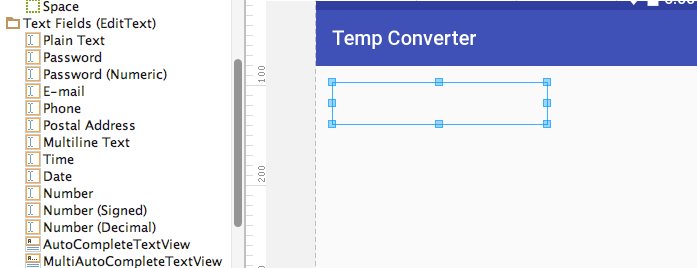 Space
Text Fields (EditText)
Plain Text
Password
Password (Numeric)
E-mail
Phone
Postal Address
Multiline Text
Time
Date
Number
Number (Signed)
Number (Decimal)
AutoCompleteTextView
MultiAutoCompleteTextView
100
200
Temp Converter